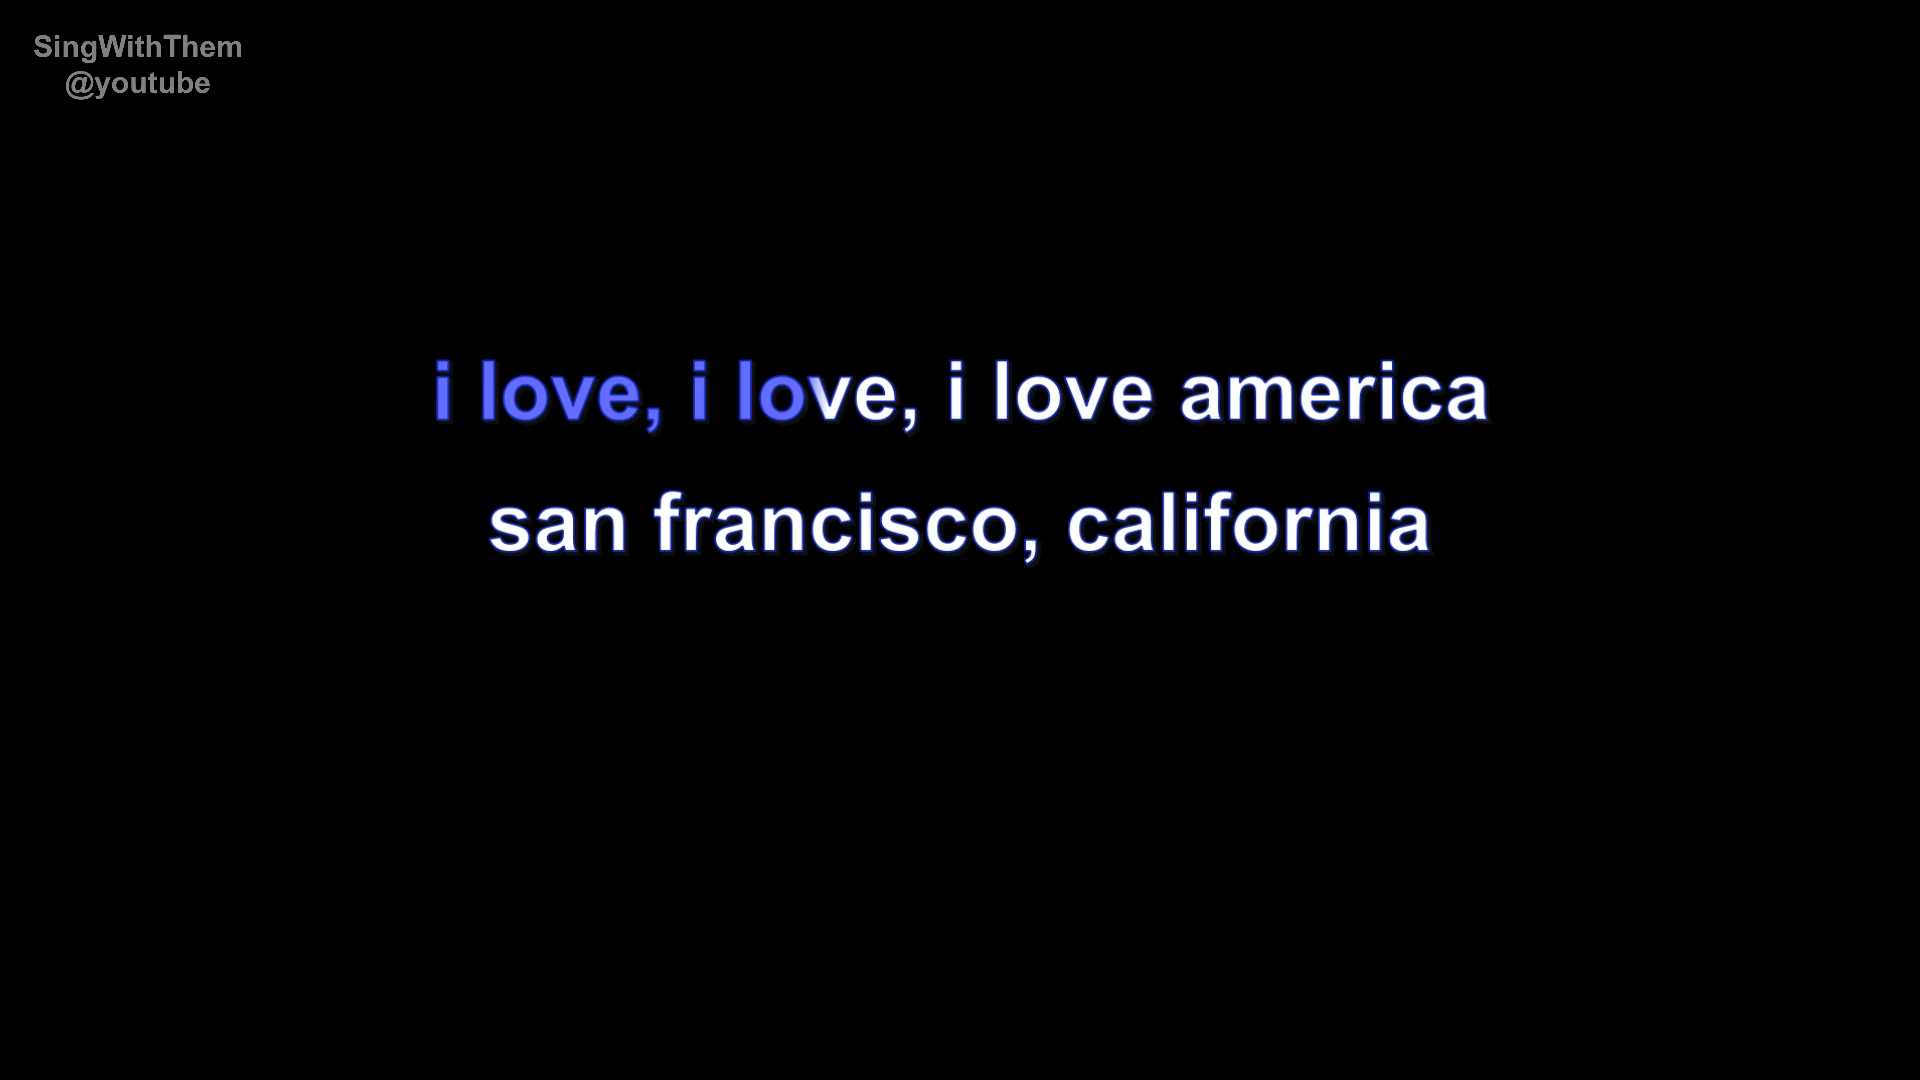 SingWithThem
@youtube
i love, i love, i love america
san francisco, california